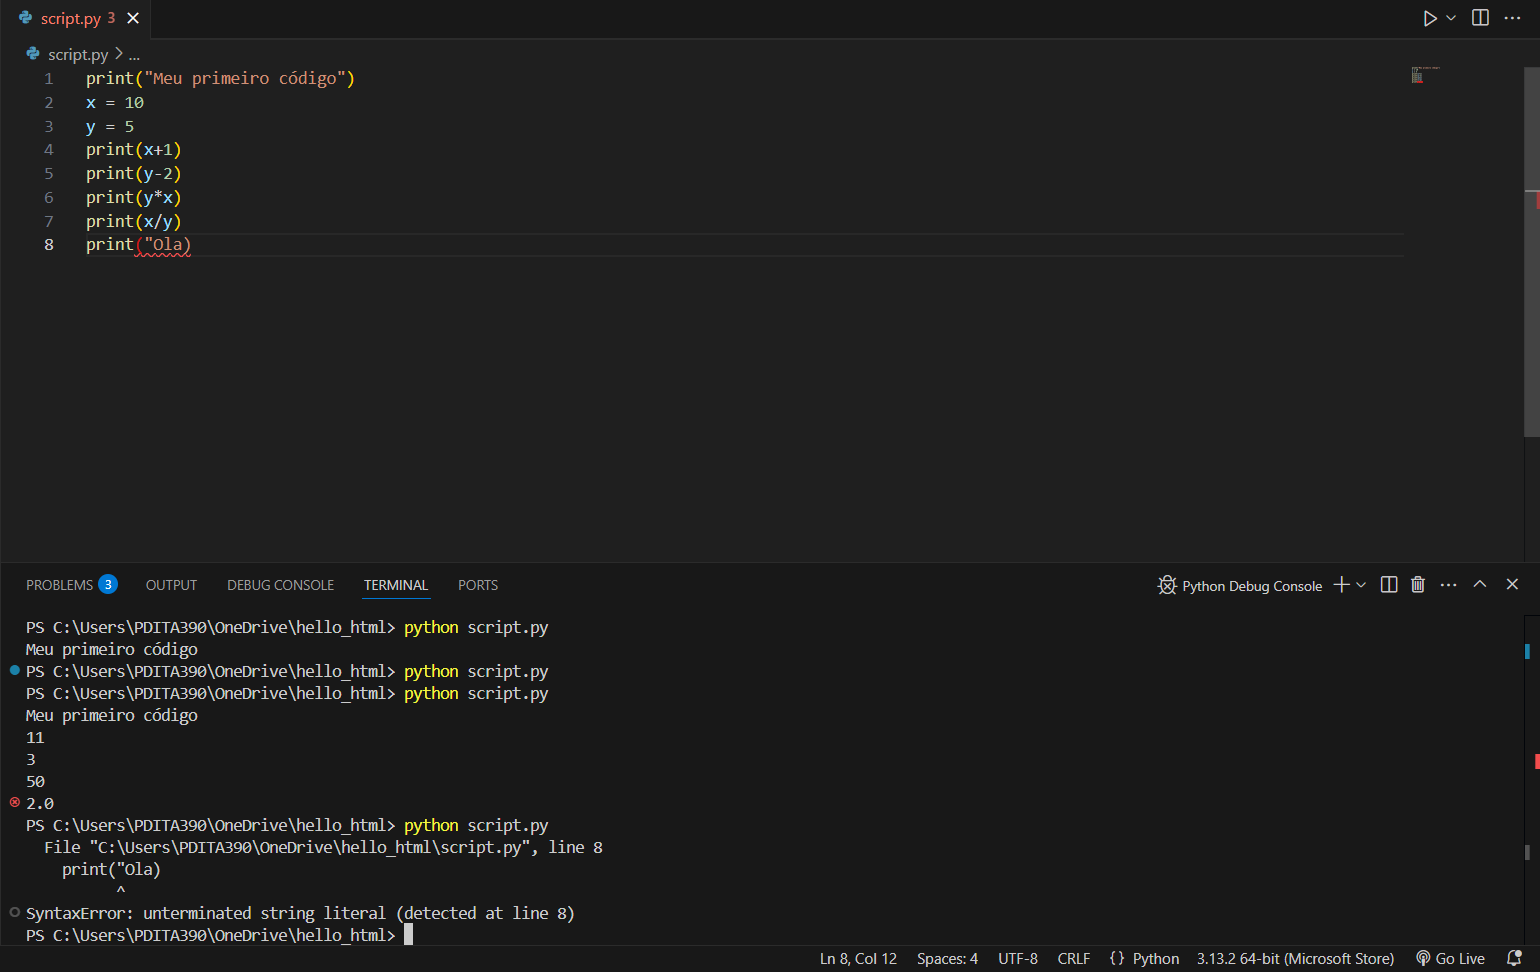 script.py 3
script.py > ...
1 print("Meu primeiro código")
2 x = 10
3 y = 5
4 print(x+1)
5 print(y-2)
6 print(y*x)
7 print(x/y)
8 print("Ola)
PROBLEMS 3 OUTPUT DEBUG CONSOLE TERMINAL PORTS Python Debug Console
PS C:\Users\PDITA390\OneDrive\hello_html> python script.py
Meu primeiro código
PS C:\Users\PDITA390\OneDrive\hello_html> python script.py
PS C:\Users\PDITA390\OneDrive\hello_html> python script.py
Meu primeiro código
11
3
50
2.0
PS C:\Users\PDITA390\OneDrive\hello_html> python script.py
File "C:\Users\PDITA390\OneDrive\hello_html\script.py", line 8
print("Ola)
^
SyntaxError: unterminated string literal (detected at line 8)
PS C:\Users\PDITA390\OneDrive\hello_html>
Ln 8, Col 12 Spaces: 4 UTF-8 CRLF {} Python 3.13.2 64-bit (Microsoft Store) Go Live